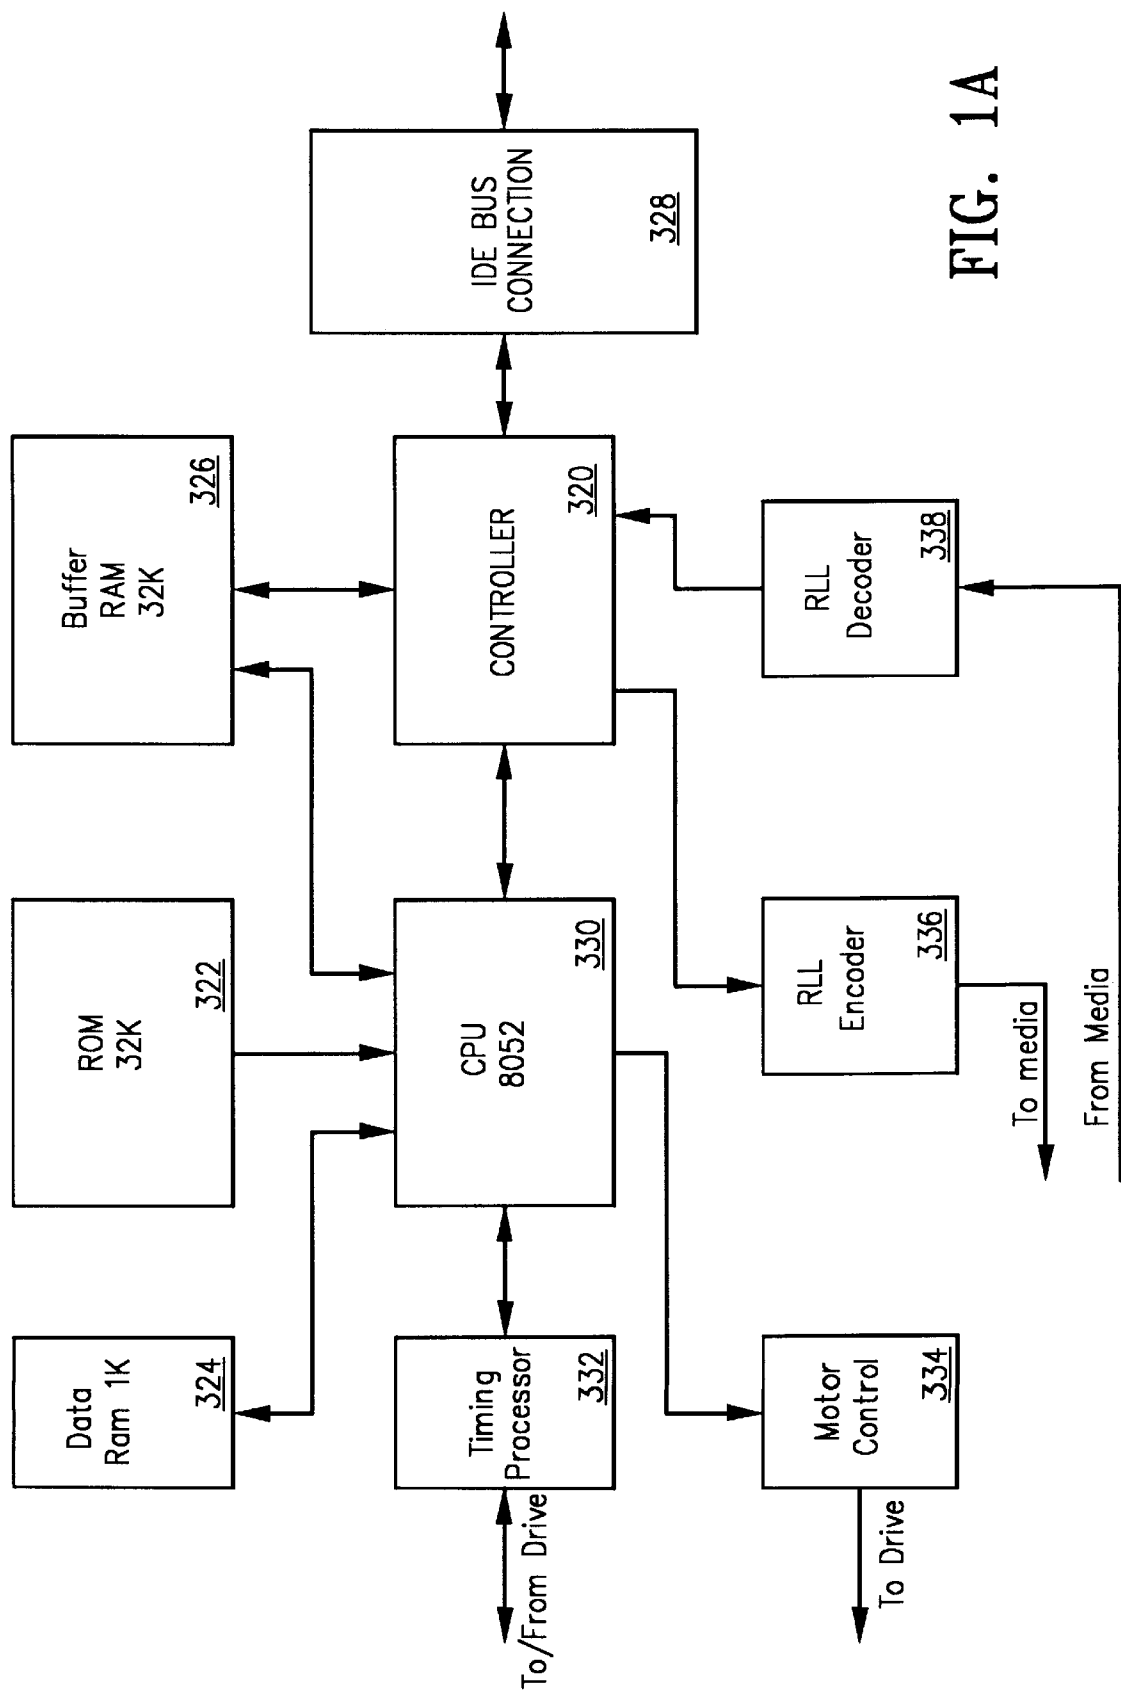 Data
Ram 1K
324
ROM
32K
322
Buffer
RAM
32K
326
To/From Drive
Timing
Processor
332
CPU
8052
330
CONTROLLER
320
IDE BUS
CONNECTION
328
To Drive
Motor
Control
334
RLL
Encoder
336
RLL
Decoder
338
To media
From Media
FIG. 1A